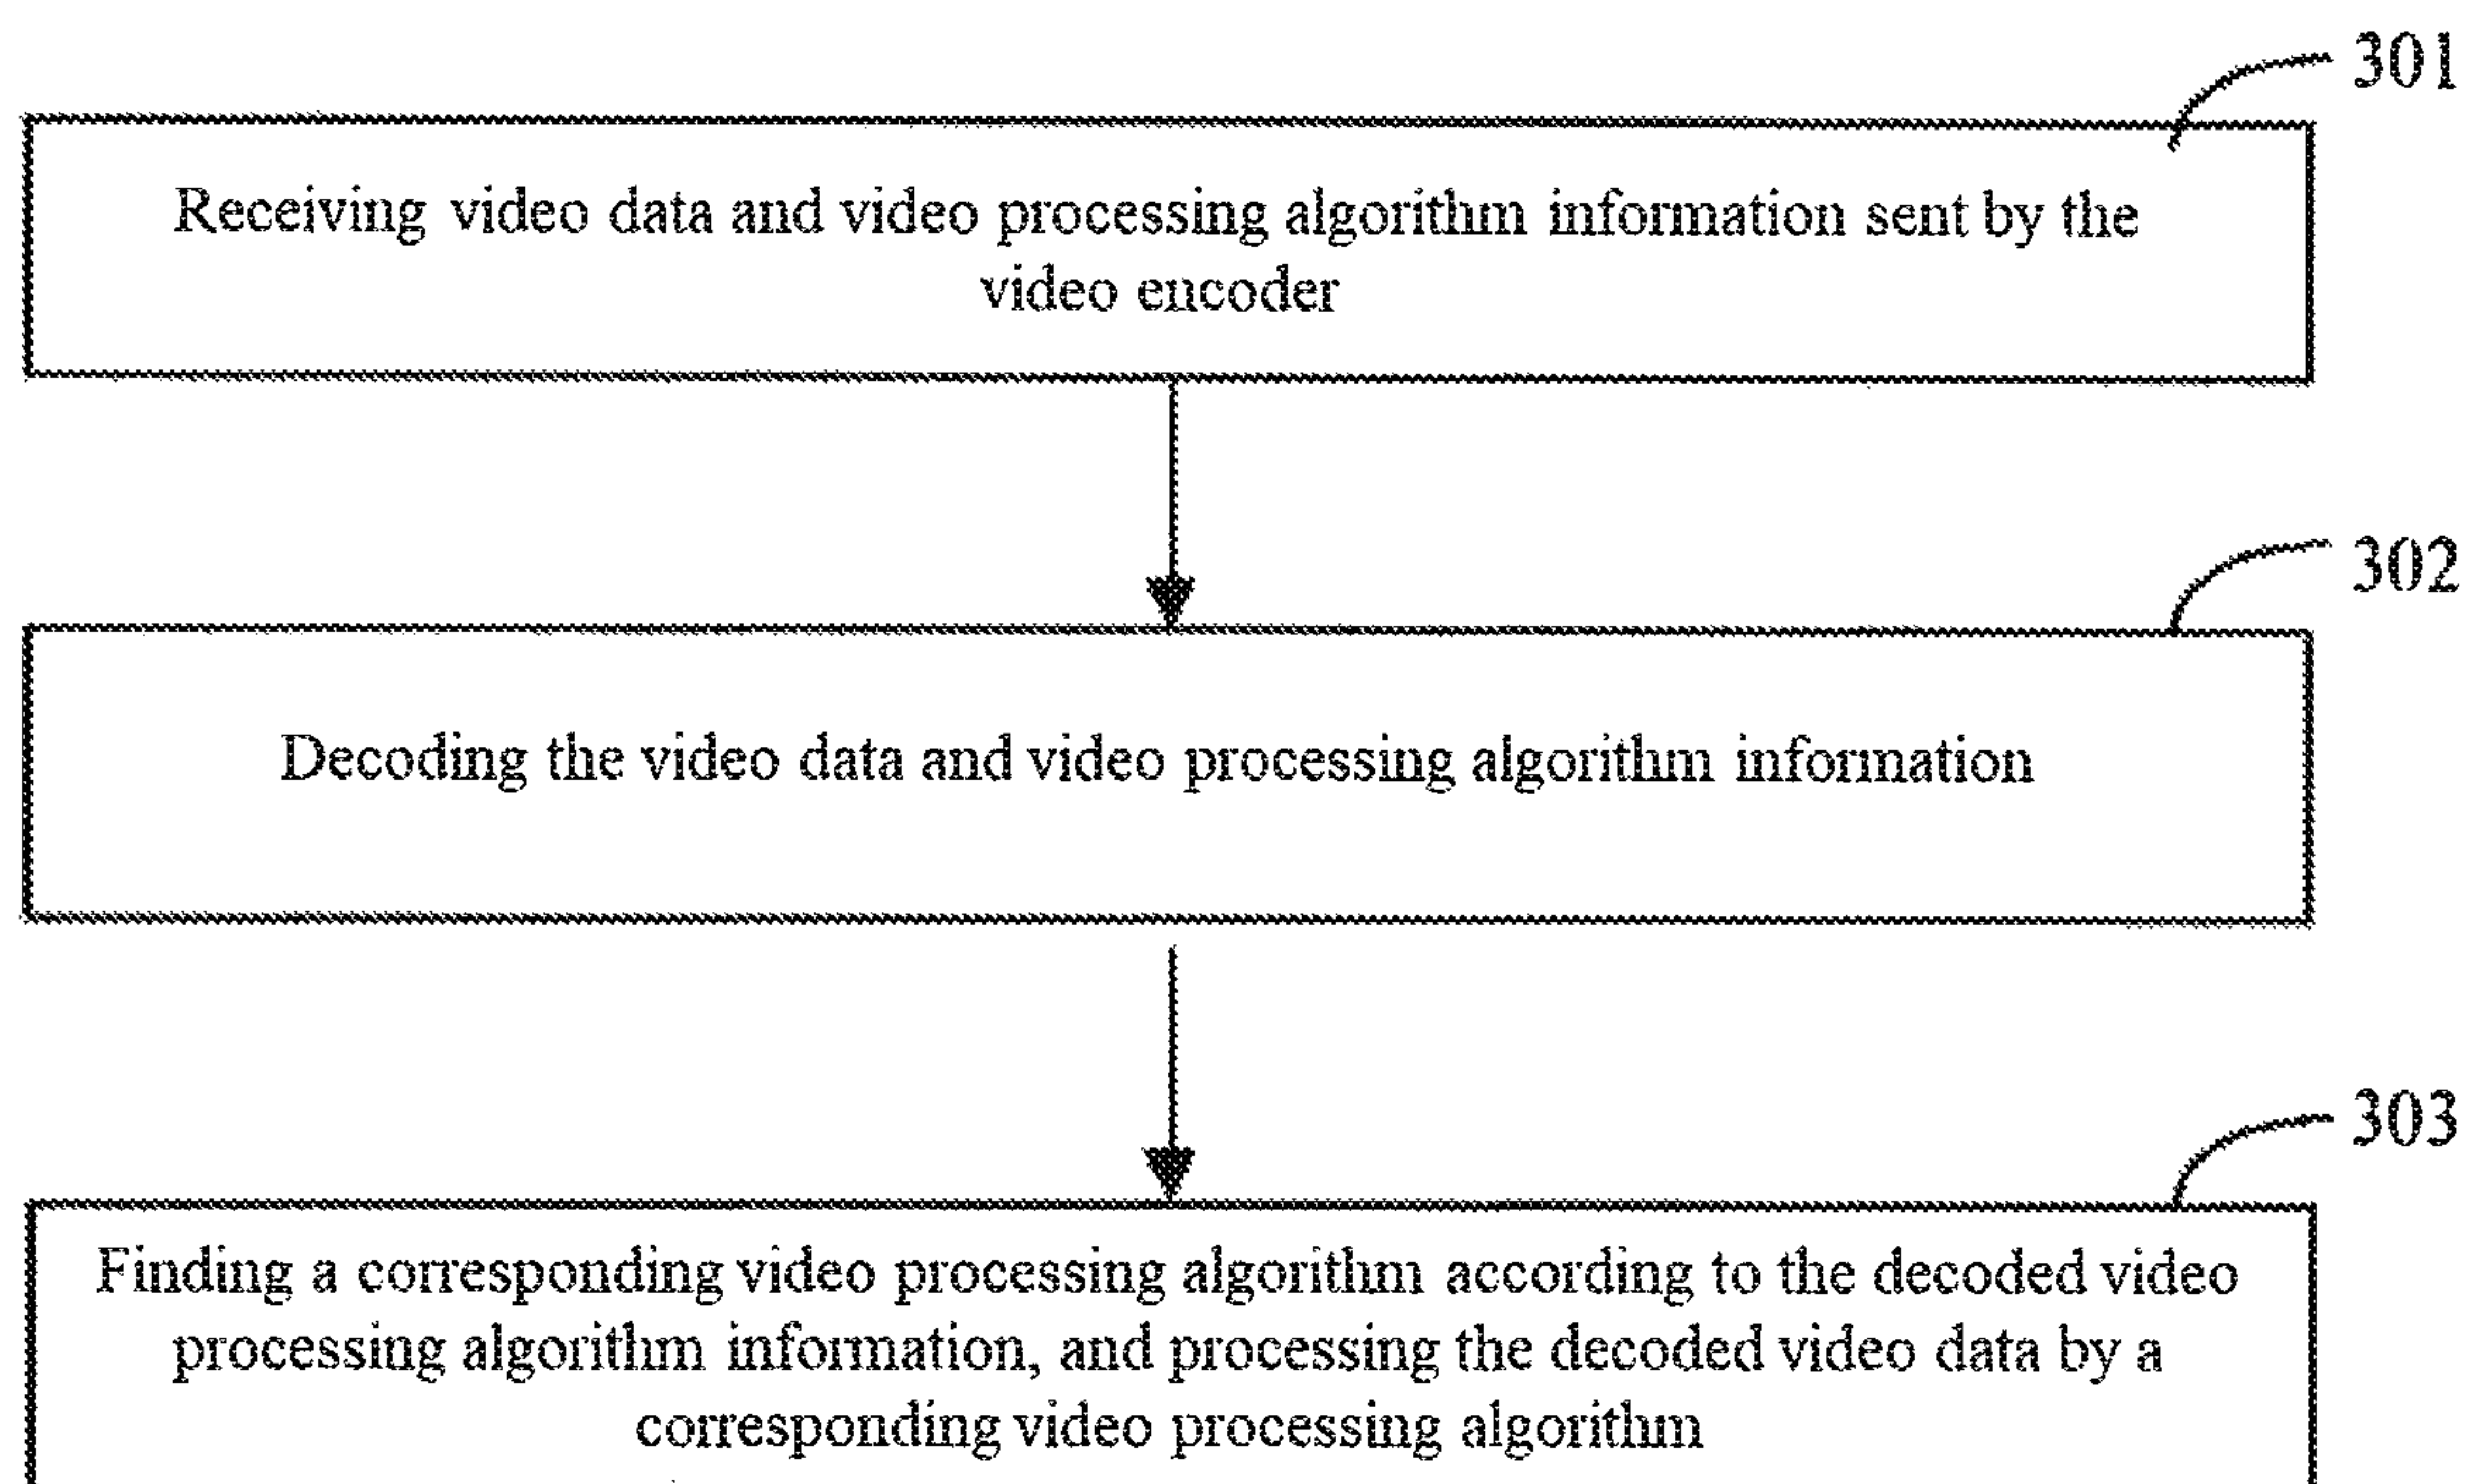 301
Receiving video data and video processing algorithm information sent by the
video encoder
302
Decoding the video data and video processing algorithm information
303
Finding a corresponding video processing algorithm according to the decoded video
processing algorithm information, and processing the decoded video data by a
corresponding video processing algorithm